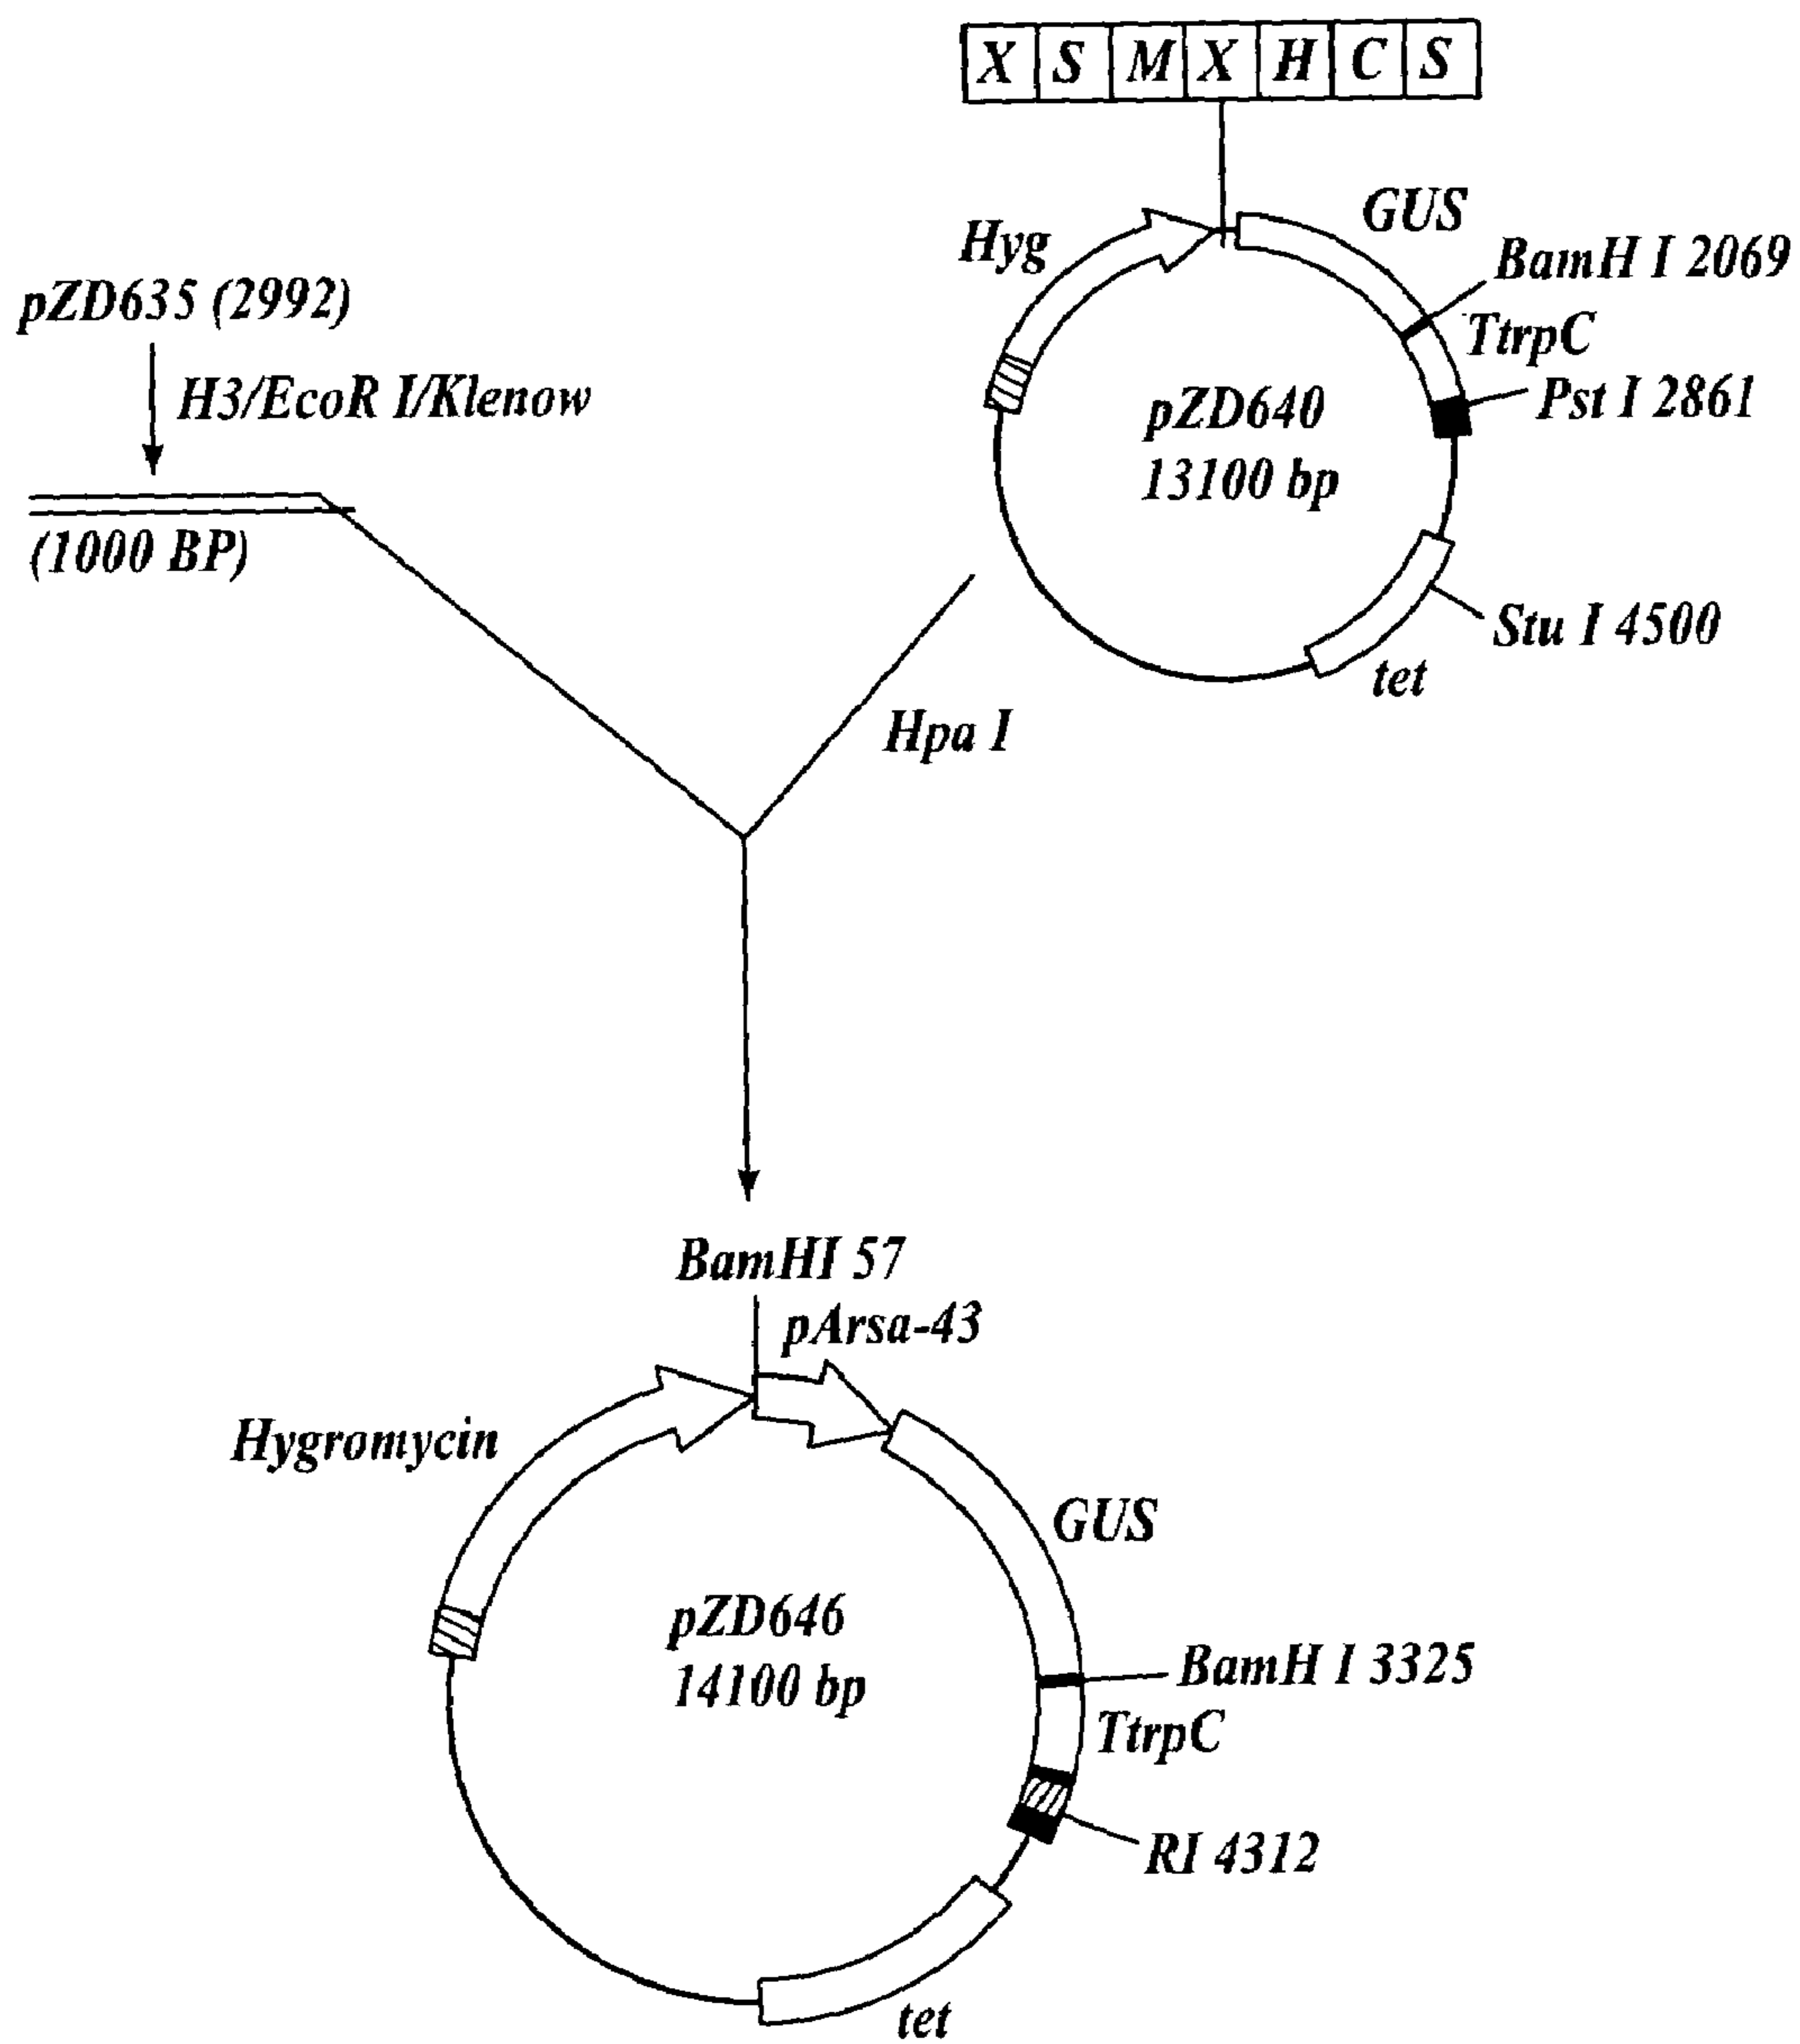 X S M X H C S
GUS
Hyg
BamH I 2069
pZD635 (2992)
TtrpC
H3/EcoR I/Klenow
Pst I 2861
pZD640
13100 bp
(1000 BP)
Stu I 4500
tet
Hpa I
BamHI 57
pArsa-43
Hygromycin
GUS
pZD646
14100 bp
BamH I 3325
TtrpC
RI 4312
tet